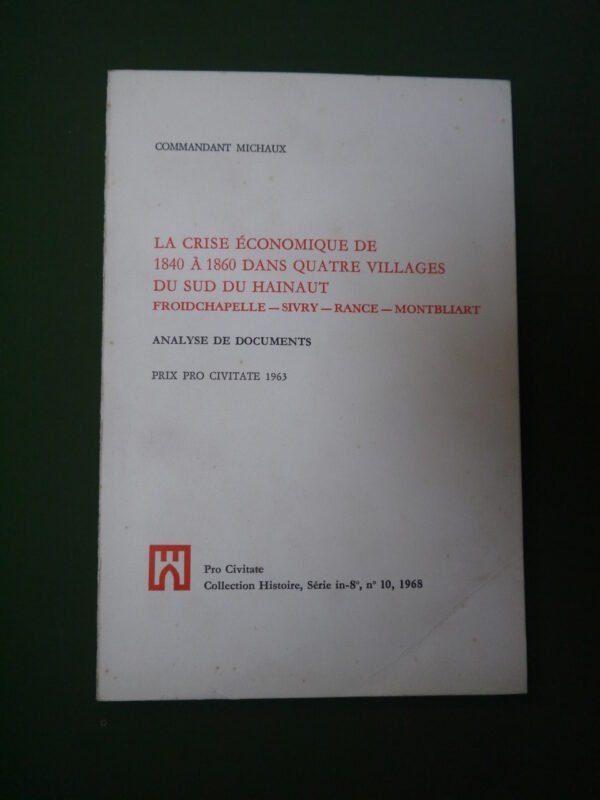 COMMANDANT MICHAUX
LA CRISE ÉCONOMIQUE DE
1840 À 1860 DANS QUATRE VILLAGES
DU SUD DU HAINAUT
FROIDCHAPELLE — SIVRY — RANCE — MONTBLIART
ANALYSE DE DOCUMENTS
PRIX PRO CIVITATE 1963
Pro Civitate
Collection Histoire, Série in-8°, n° 10, 1968